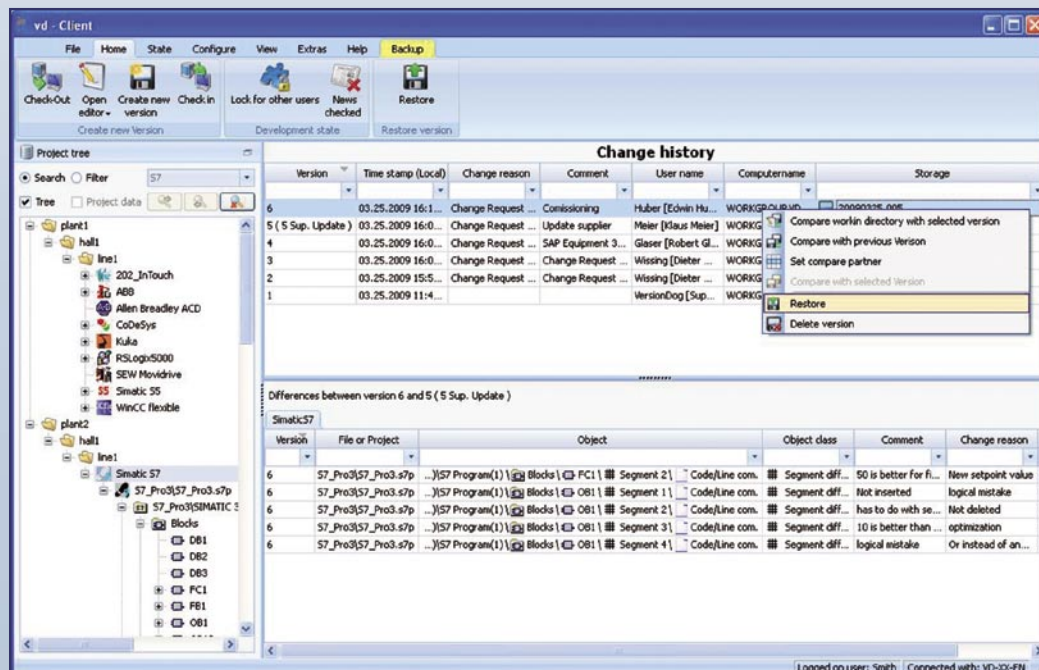 vd - Client
File Home State Configure View Extras Help Backup
Check-Out Open editor Create new version Check in Lock for other users News checked Restore
Create new Version Development state Restore version
Project tree
Search Filter S7
Tree Project data
plant1
hall1
line1
202_InTouch
ABB
Allen Breadley ACD
CoDeSys
Kuka
RSLogix5000
SEW Movidrive
S5 Simatic S5
WinCC flexible
plant2
hall1
line1
Simatic S7
S7_Pro3\S7_Pro3.s7p
S7_Pro3\SIMATIC 3
Blocks
DB1
DB2
DB3
FC1
FB1
OB1
Change history
Version Time stamp (Local) Change reason Comment User name Computername Storage
6 03.25.2009 16:1... Change Request ... Comissioning Huber [Edwin Hu... WORKGROUP\VD 20090325.005
5 ( 5 Sup. Update ) 03.25.2009 16:0... Change Request ... Update supplier Meier [Klaus Meier] WORKG
4 03.25.2009 16:0... Change Request ... SAP Equipment 3... Glaser [Robert Gl... WORKG
3 03.25.2009 16:0... Change Request ... Change Request ... Wissing [Dieter ... WORKG
2 03.25.2009 15:5... Change Request ... Change Request ... Wissing [Dieter ... WORKG
1 03.25.2009 11:4... VersionDog [Sup... WORKG
Compare workin directory with selected version
Compare with previous Verison
Set compare partner
Compare with selected Version
Restore
Delete version
Differences between version 6 and 5 ( 5 Sup. Update )
SimaticS7
Version File or Project Object Object class Comment Change reason
6 S7_Pro3\S7_Pro3.s7p ...)\S7 Program(1)\ Blocks\ FC1\ Segment 2\ Code/Line com. Segment diff... 50 is better for fi... New setpoint value
6 S7_Pro3\S7_Pro3.s7p ...)\S7 Program(1)\ Blocks\ OB1\ Segment 1\ Code/Line com. Segment diff... Not inserted logical mistake
6 S7_Pro3\S7_Pro3.s7p ...)\S7 Program(1)\ Blocks\ OB1\ Segment 2\ Code/Line com. Segment diff... has to do with se... Not deleted
6 S7_Pro3\S7_Pro3.s7p ...)\S7 Program(1)\ Blocks\ OB1\ Segment 3\ Code/Line com. Segment diff... 10 is better than ... optimization
6 S7_Pro3\S7_Pro3.s7p ...)\S7 Program(1)\ Blocks\ OB1\ Segment 4\ Code/Line com. Segment diff... logical mistake Or instead of an...
Logged on user: Smith Connected with: VD-XX-EN